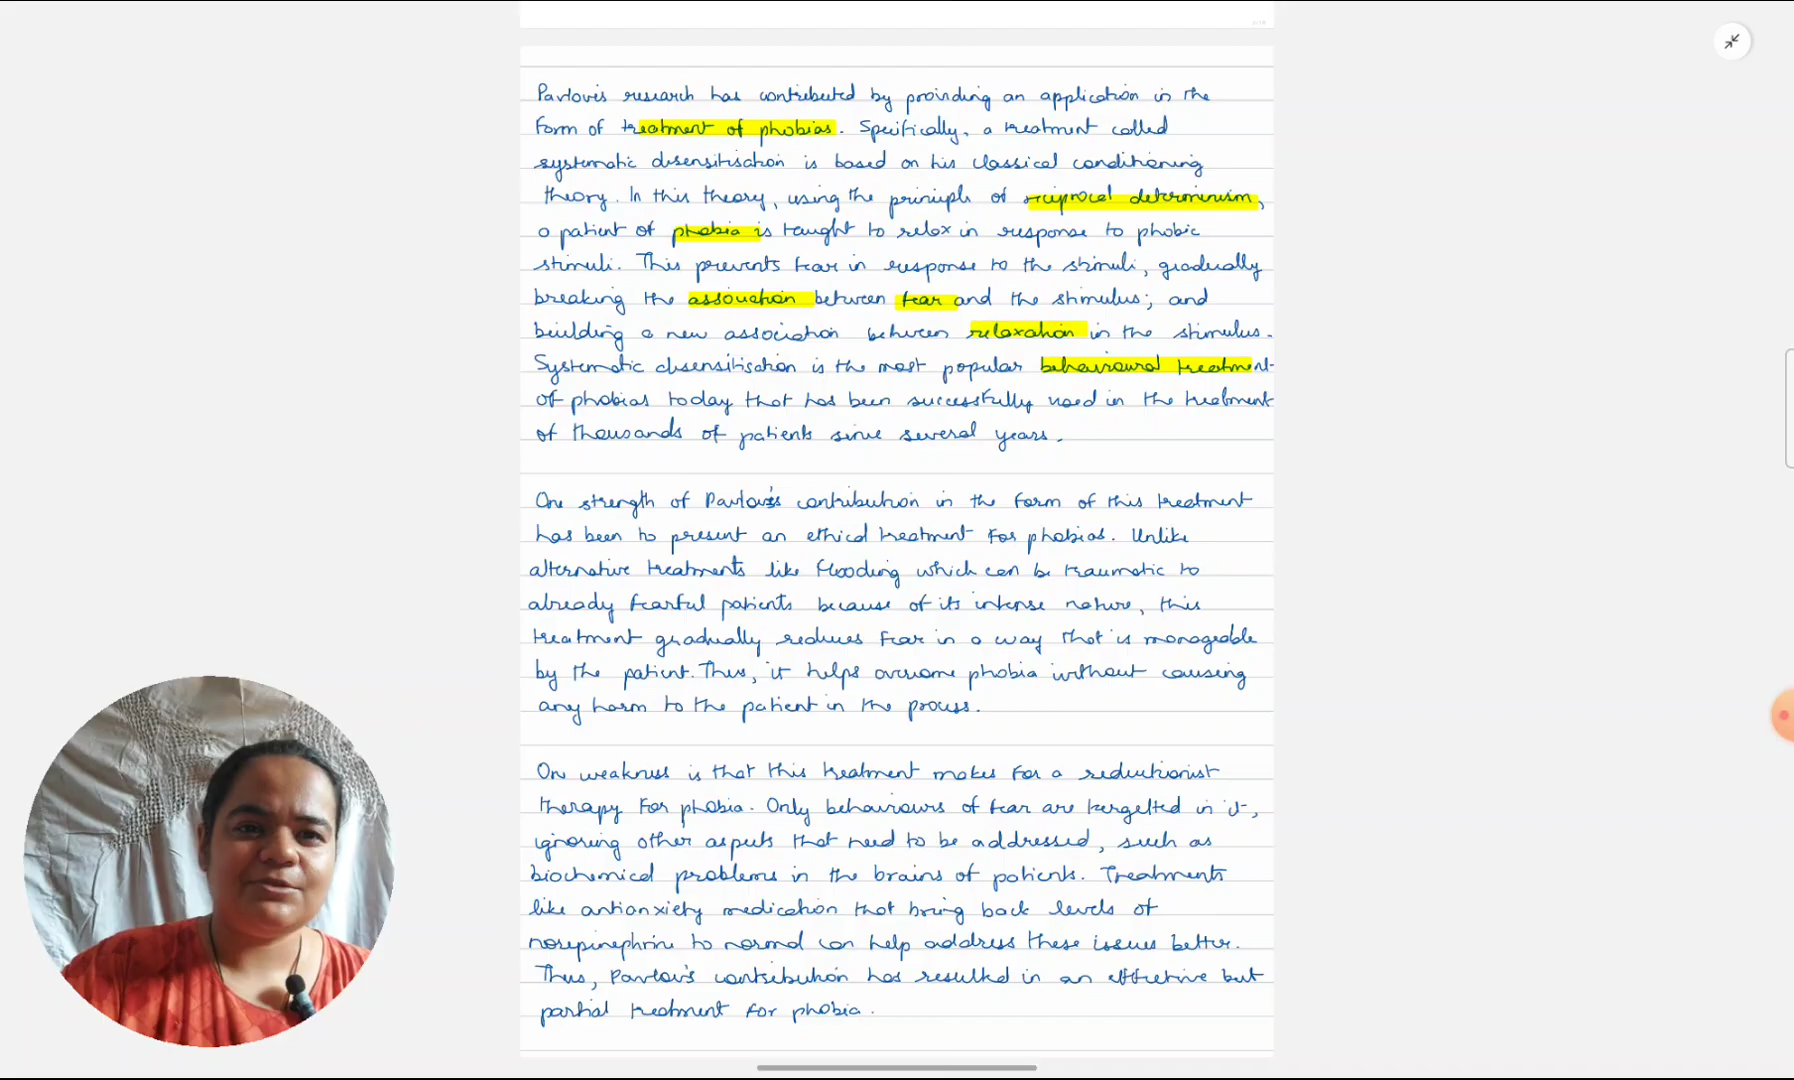 Pavlov's research has contributed by providing an application in the
form of treatment of phobias. Specifically, a treatment called
systematic desensitisation is based on his classical conditioning
theory. In this theory, using the principle of reciprocal determinism,
a patient of phobia is taught to relax in response to phobic
stimuli. This prevents fear in response to the stimuli, gradually
breaking the association between fear and the stimulus; and
building a new association between relaxation in the stimulus.
Systematic desensitisation is the most popular behavioural treatment
of phobias today that has been successfully used in the treatment
of thousands of patients since several years.
One strength of Pavlov's contribution in the form of this treatment
has been to present an ethical treatment for phobias. Unlike
alternative treatments like flooding which can be traumatic to
already fearful patients because of its intense nature, this
treatment gradually reduces fear in a way that is manageable
by the patient. Thus, it helps overcome phobia without causing
any harm to the patient in the process.
One weakness is that this treatment makes for a reductionist
therapy for phobia. Only behaviours of fear are targetted in it,
ignoring other aspects that need to be addressed, such as
biochemical problems in the brains of patients. Treatments
like antianxiety medication that bring back levels of
norepinephrine to normal can help address these issues better.
Thus, Pavlov's contribution has resulted in an effective but
partial treatment for phobia.